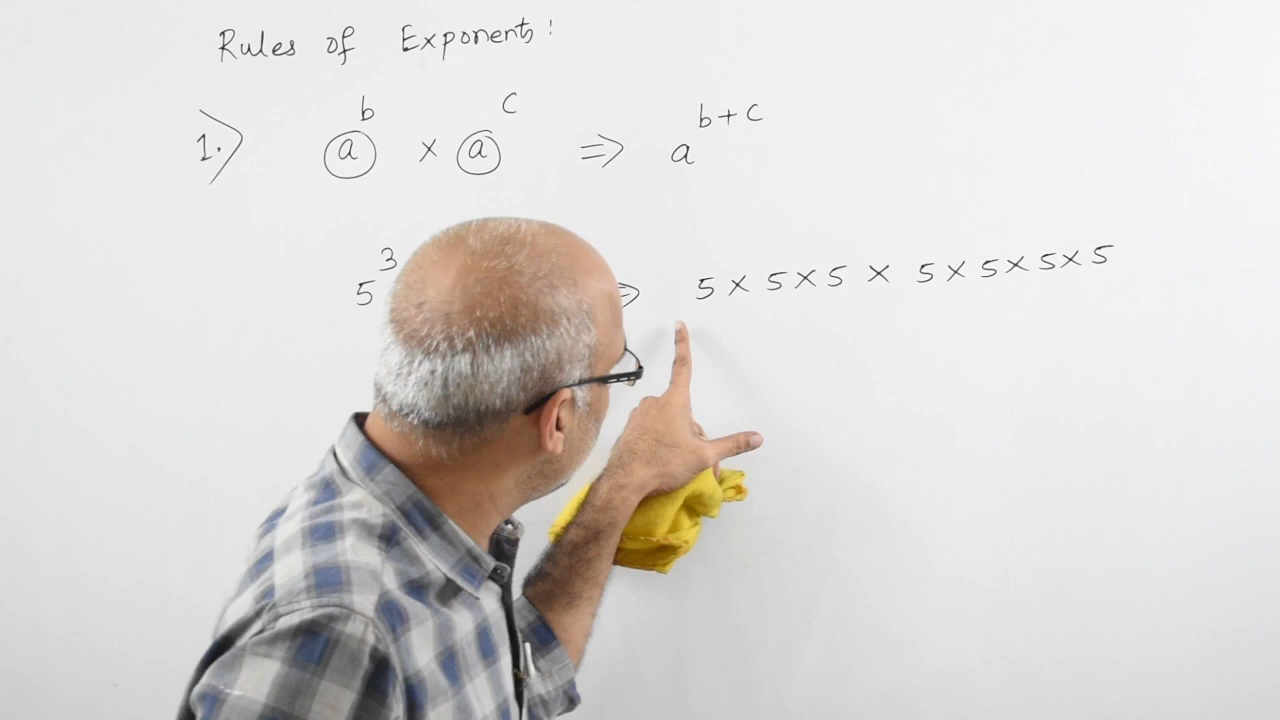 Rules of Exponents!
1.) a^b × a^c ⇒ a^(b+c)
5^3 ⇒ 5 × 5 × 5 × 5 × 5 × 5 × 5